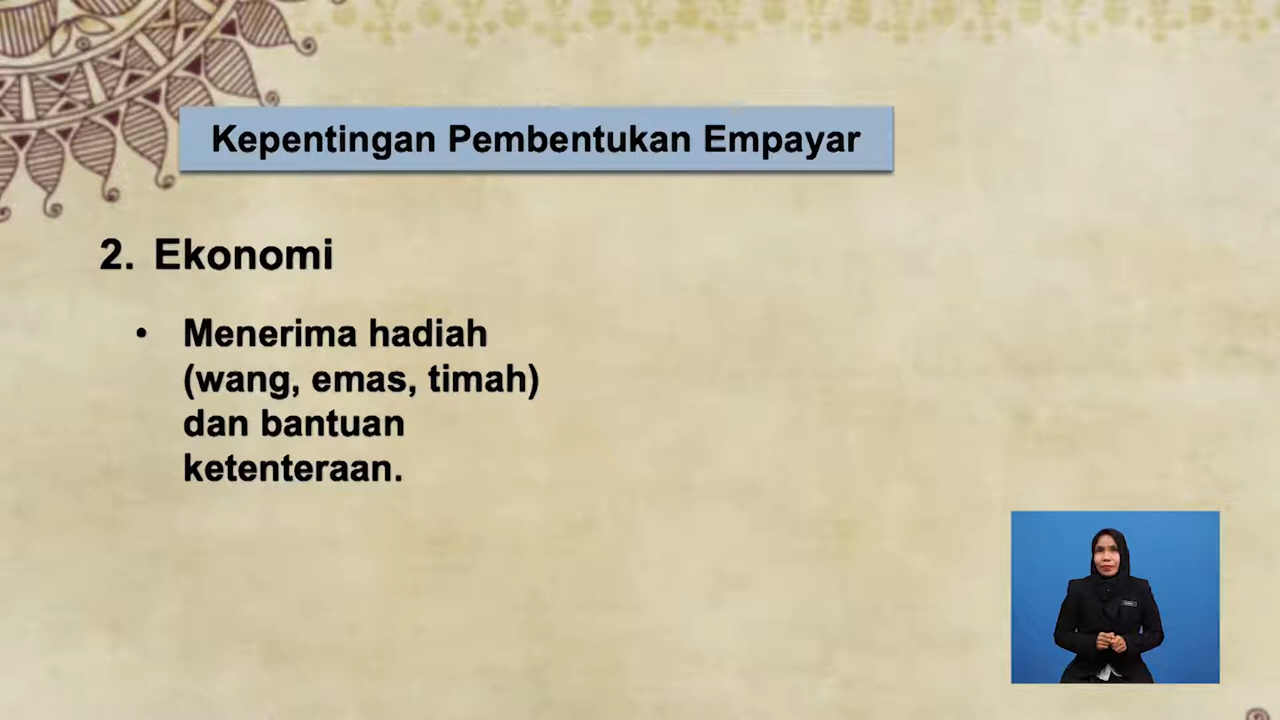 Kepentingan Pembentukan Empayar
2. Ekonomi
• Menerima hadiah
(wang, emas, timah)
dan bantuan
ketenteraan.